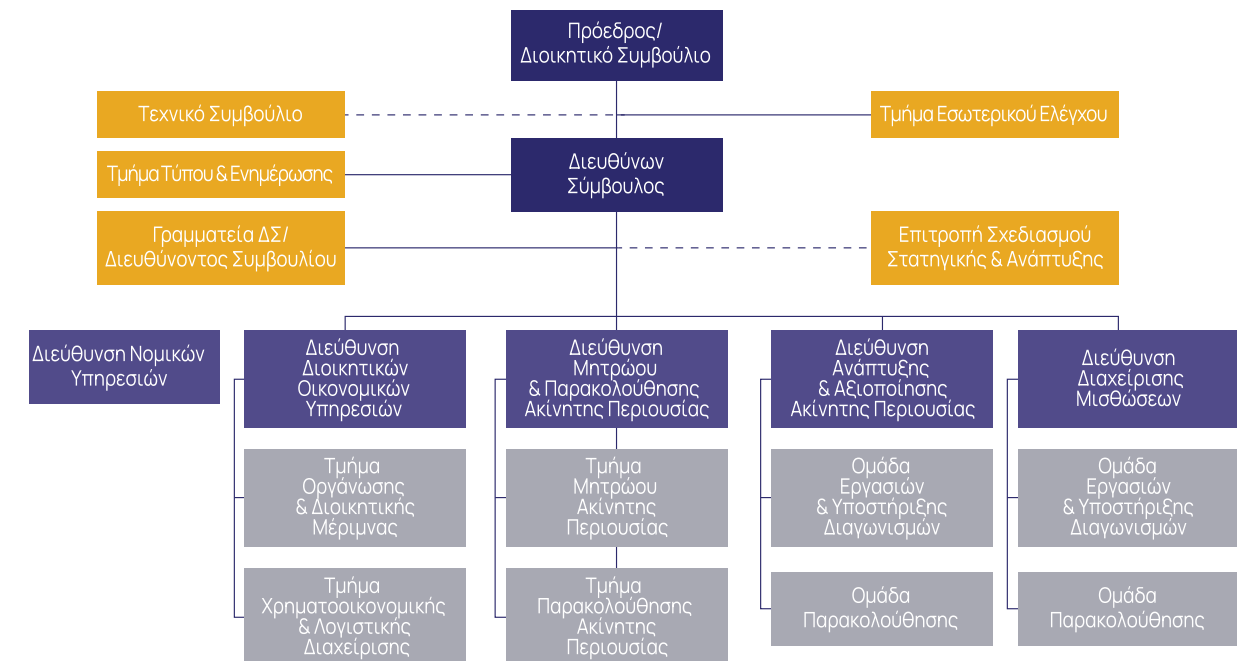 Πρόεδρος/
Διοικητικό Συμβούλιο
Τεχνικό Συμβούλιο
Τμήμα Εσωτερικού Ελέγχου
Διευθύνων
Σύμβουλος
Τμήμα Τύπου & Ενημέρωσης
Γραμματεία ΔΣ/
Διευθύνοντος Συμβουλίου
Επιτροπή Σχεδιασμού
Στατηγικής & Ανάπτυξης
Διεύθυνση Νομικών
Υπηρεσιών
Διεύθυνση
Διοικητικών
Οικονομικών
Υπηρεσιών
Διεύθυνση
Μητρώου
& Παρακολούθησης
Ακίνητης Περιουσίας
Διεύθυνση
Ανάπτυξης
& Αξιοποίησης
Ακίνητης Περιουσίας
Διεύθυνση
Διαχείρισης
Μισθώσεων
Τμήμα
Οργάνωσης
& Διοικητικής
Μέριμνας
Τμήμα
Μητρώου
Ακίνητης
Περιουσίας
Ομάδα
Εργασιών
& Υποστήριξης
Διαγωνισμών
Ομάδα
Εργασιών
& Υποστήριξης
Διαγωνισμών
Τμήμα
Χρηματοοικονομικής
& Λογιστικής
Διαχείρισης
Τμήμα
Παρακολούθησης
Ακίνητης
Περιουσίας
Ομάδα
Παρακολούθησης
Ομάδα
Παρακολούθησης